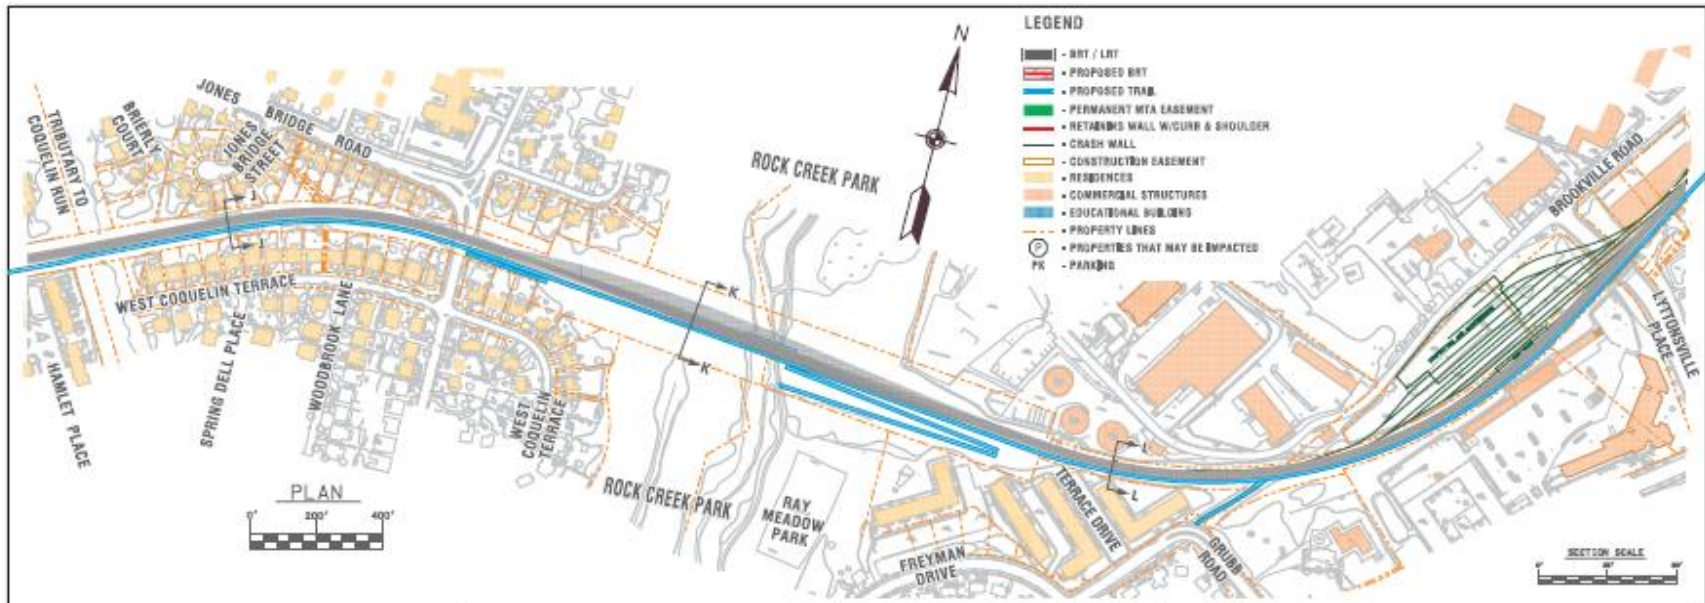 LEGEND
- BRT / LRT
- PROPOSED BRT
- PROPOSED TRAIL
- PERMANENT MTA EASEMENT
- RETAINING WALL W/CURB & SHOULDER
- CRASH WALL
- CONSTRUCTION EASEMENT
- RESIDENCES
- COMMERCIAL STRUCTURES
- EDUCATIONAL BUILDING
- PROPERTY LINES
P - PROPERTIES THAT MAY BE IMPACTED
PK - PARKING
N
N
TRIBUTARY TO
COQUELIN RUN
BRIERLY
COURT
JONES
BRIDGE
ROAD
JONES
BRIDGE
STREET
J
J
WEST COQUELIN TERRACE
HAMLET PLACE
SPRING DELL PLACE
WOODBROOK LANE
WEST
COQUELIN
TERRACE
ROCK CREEK PARK
K
K
ROCK CREEK PARK
RAY
MEADOW
PARK
FREYMAN
DRIVE
TERRACE DRIVE
L
L
GRUBB
ROAD
BROOKVILLE ROAD
LYTTONSVILLE
PLACE
PLAN
0' 200' 400'
SECTION SCALE